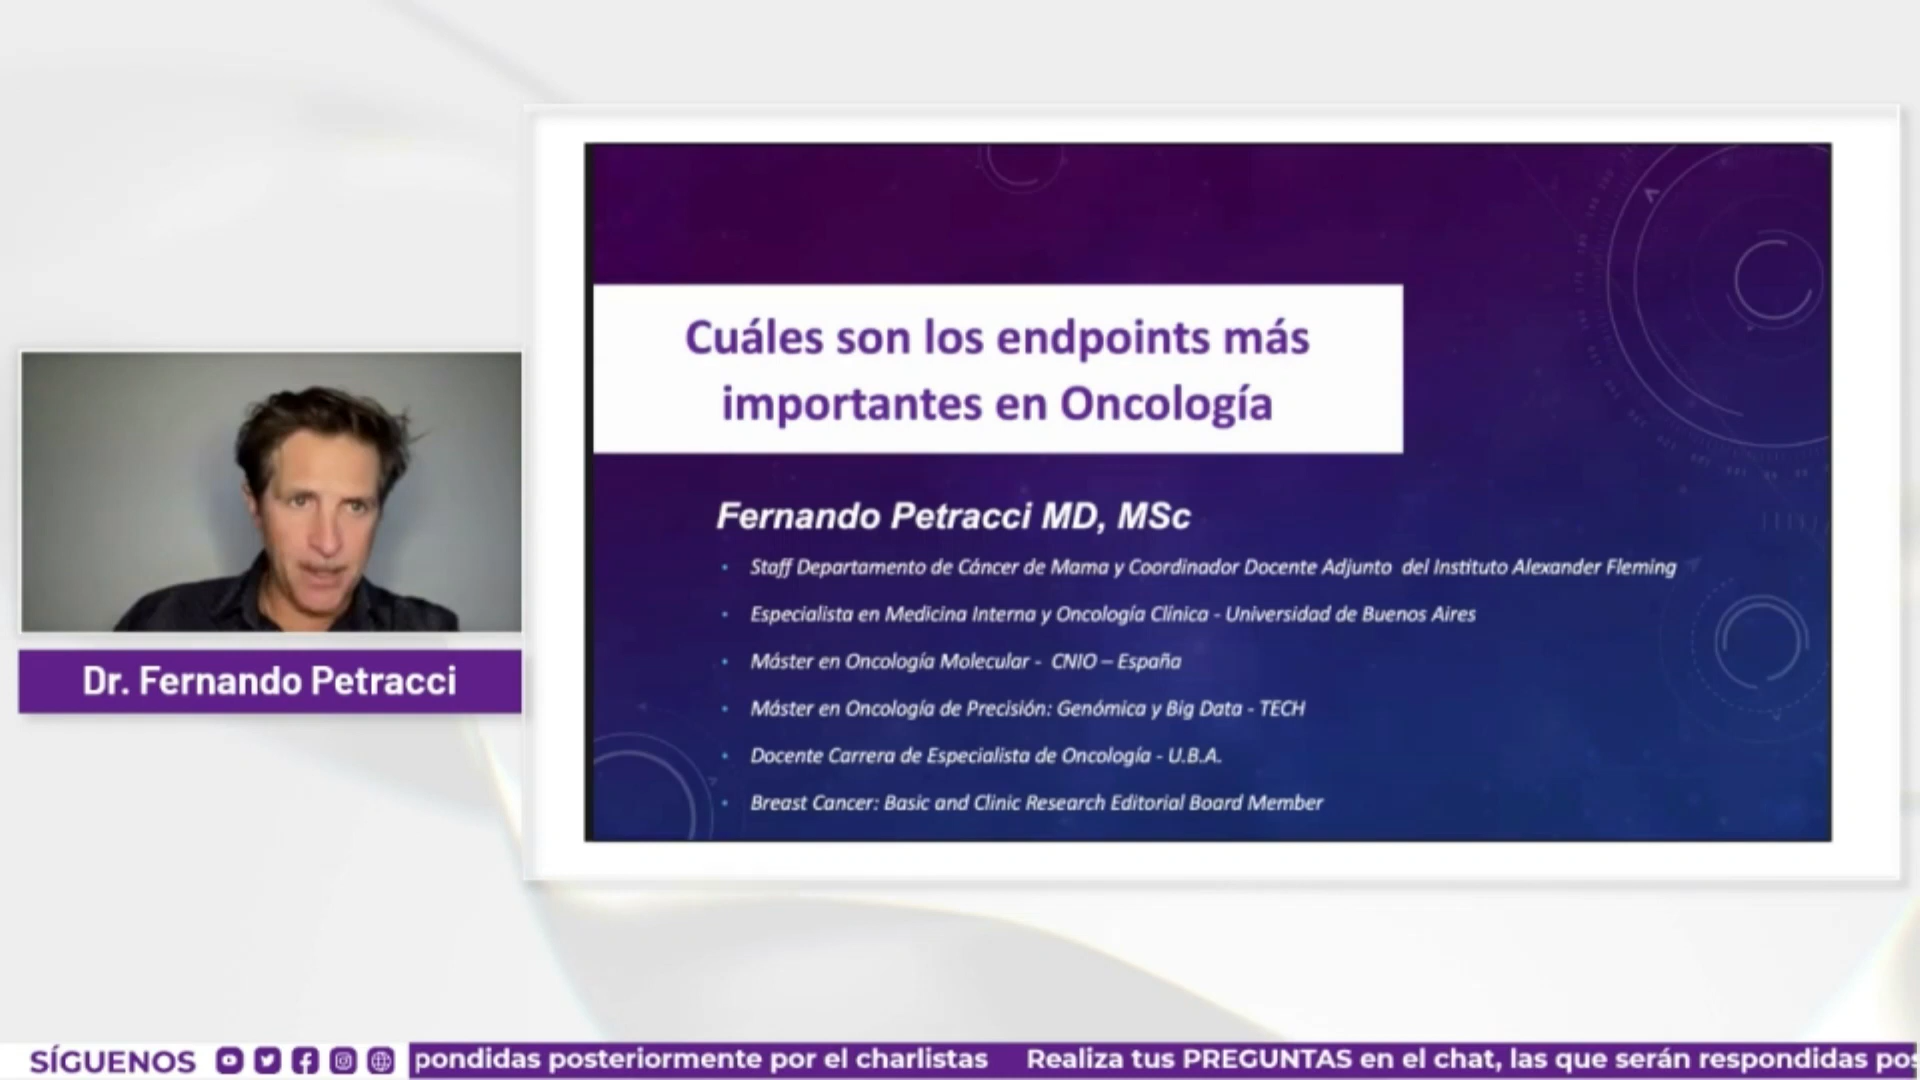 Cuáles son los endpoints más
importantes en Oncología
Fernando Petracci MD, MSc
• Staff Departamento de Cáncer de Mama y Coordinador Docente Adjunto del Instituto Alexander Fleming
• Especialista en Medicina Interna y Oncología Clínica - Universidad de Buenos Aires
• Máster en Oncología Molecular - CNIO – España
• Máster en Oncología de Precisión: Genómica y Big Data - TECH
• Docente Carrera de Especialista de Oncología - U.B.A.
• Breast Cancer: Basic and Clinic Research Editorial Board Member
Dr. Fernando Petracci
SÍGUENOS pondidas posteriormente por el charlistas Realiza tus PREGUNTAS en el chat, las que serán respondidas pos